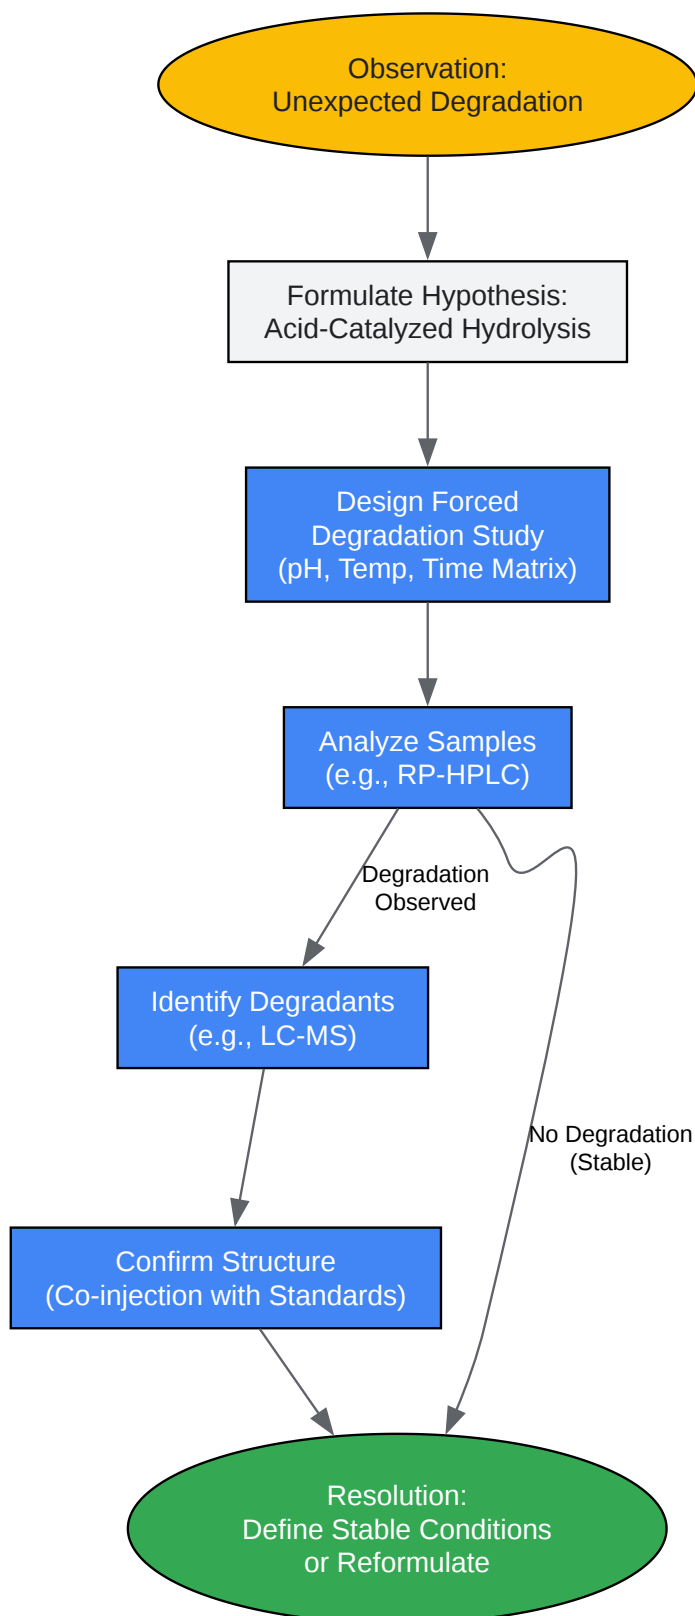 Observation:
Unexpected Degradation
Formulate Hypothesis:
Acid-Catalyzed Hydrolysis
Design Forced
Degradation Study
(pH, Temp, Time Matrix)
Analyze Samples
(e.g., RP-HPLC)
Degradation
Observed
Identify Degradants
(e.g., LC-MS)
No Degradation
(Stable)
Confirm Structure
(Co-injection with Standards)
Resolution:
Define Stable Conditions
or Reformulate